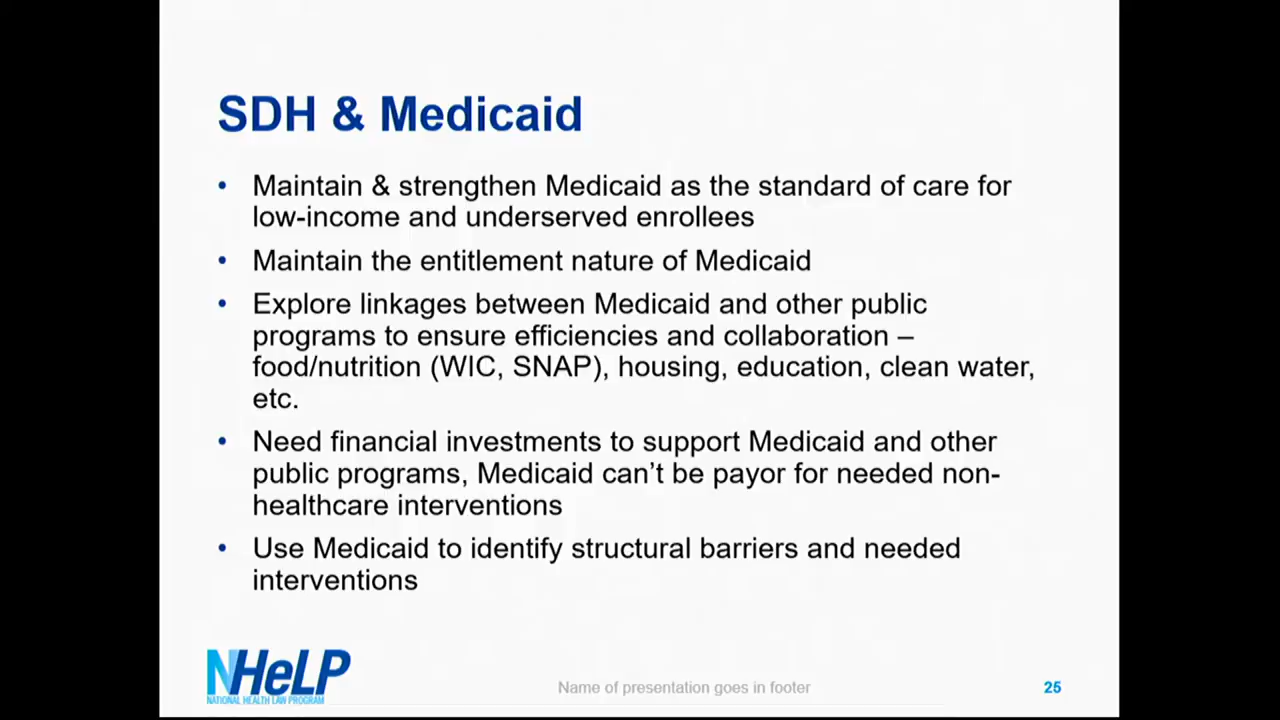 SDH & Medicaid
• Maintain & strengthen Medicaid as the standard of care for
low-income and underserved enrollees
• Maintain the entitlement nature of Medicaid
• Explore linkages between Medicaid and other public
programs to ensure efficiencies and collaboration –
food/nutrition (WIC, SNAP), housing, education, clean water,
etc.
• Need financial investments to support Medicaid and other
public programs, Medicaid can’t be payor for needed non-
healthcare interventions
• Use Medicaid to identify structural barriers and needed
interventions
NHeLP
NATIONAL HEALTH LAW PROGRAM
Name of presentation goes in footer
25